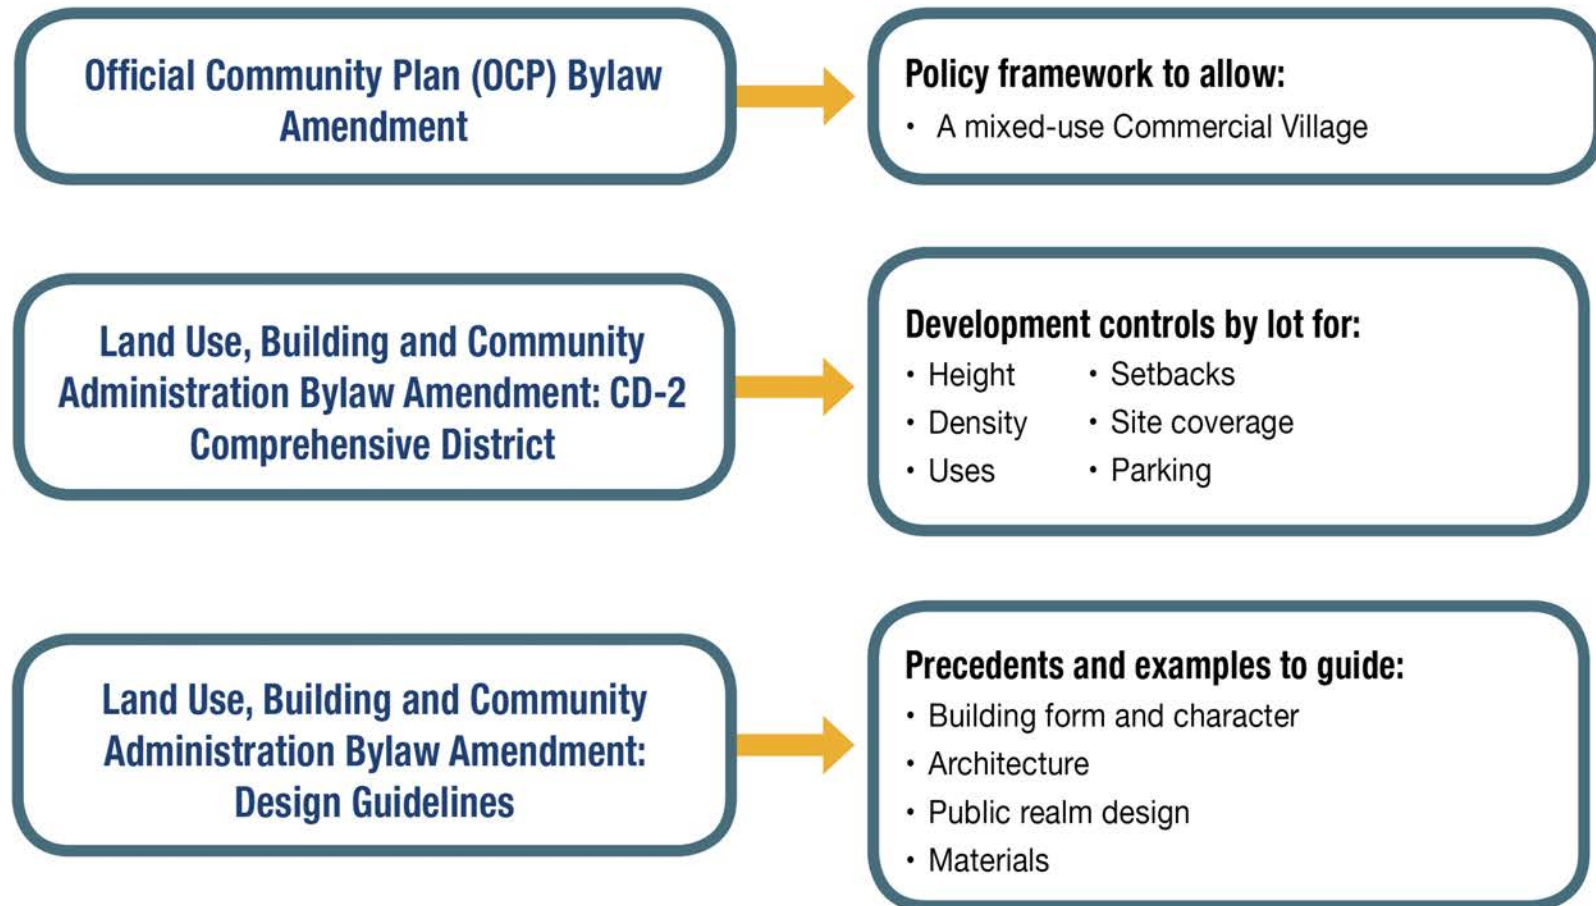 Official Community Plan (OCP) Bylaw
Amendment
Policy framework to allow:
• A mixed-use Commercial Village
Land Use, Building and Community
Administration Bylaw Amendment: CD-2
Comprehensive District
Development controls by lot for:
• Height • Setbacks
• Density • Site coverage
• Uses • Parking
Land Use, Building and Community
Administration Bylaw Amendment:
Design Guidelines
Precedents and examples to guide:
• Building form and character
• Architecture
• Public realm design
• Materials